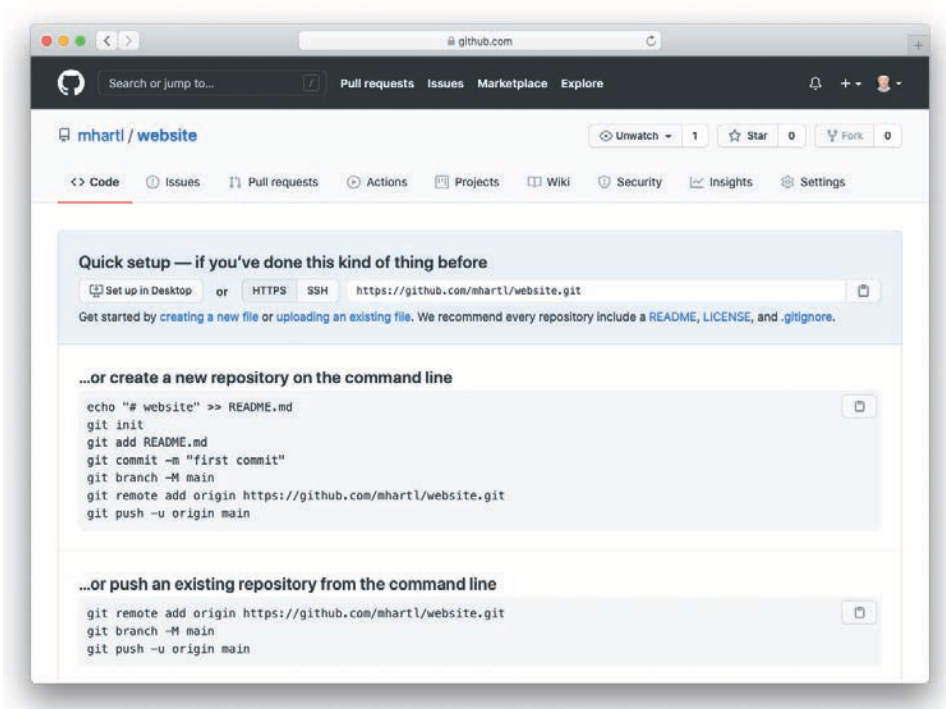 github.com
Search or jump to... / Pull requests Issues Marketplace Explore
mhartl / website Unwatch 1 Star 0 Fork 0
Code Issues Pull requests Actions Projects Wiki Security Insights Settings
Quick setup — if you've done this kind of thing before
Set up in Desktop or HTTPS SSH https://github.com/mhartl/website.git
Get started by creating a new file or uploading an existing file. We recommend every repository include a README, LICENSE, and .gitignore.
...or create a new repository on the command line
echo "# website" >> README.md
git init
git add README.md
git commit -m "first commit"
git branch -M main
git remote add origin https://github.com/mhartl/website.git
git push -u origin main
...or push an existing repository from the command line
git remote add origin https://github.com/mhartl/website.git
git branch -M main
git push -u origin main